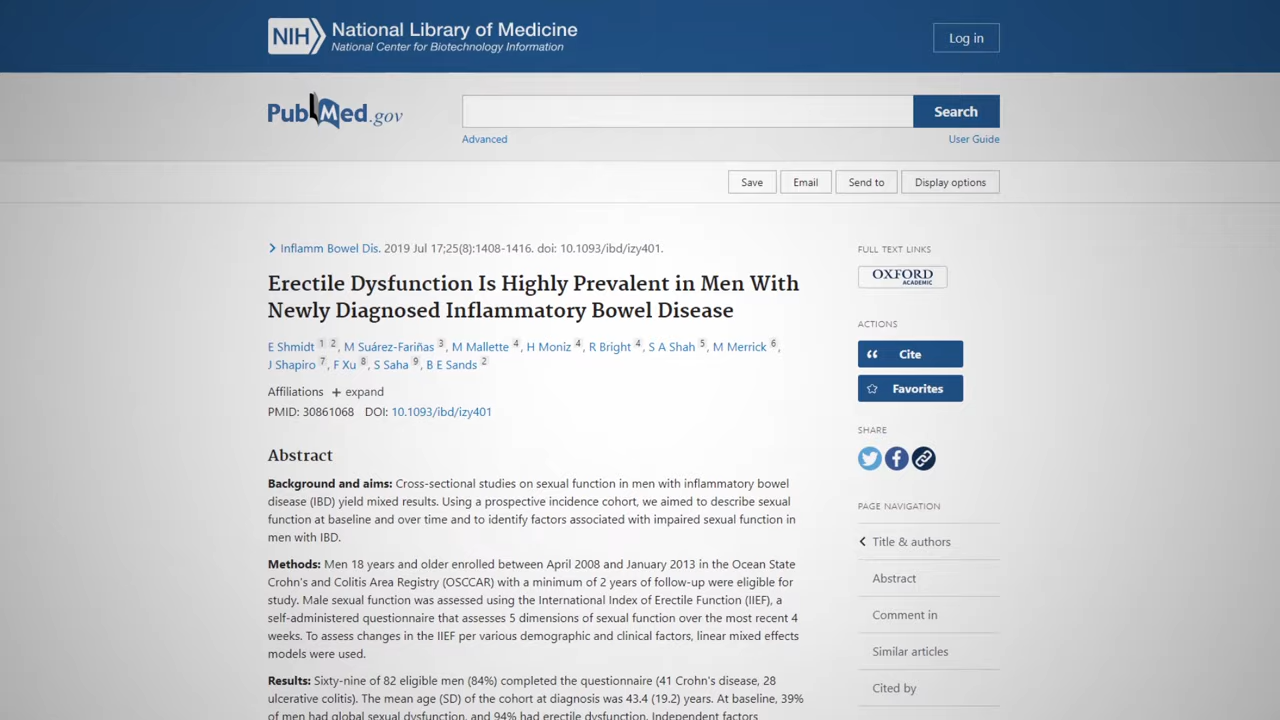 NIH National Library of Medicine
National Center for Biotechnology Information
Log in
PubMed.gov
Search
Advanced
User Guide
Save
Email
Send to
Display options
Inflamm Bowel Dis. 2019 Jul 17;25(8):1408-1416. doi: 10.1093/ibd/izy401.
Erectile Dysfunction Is Highly Prevalent in Men With
Newly Diagnosed Inflammatory Bowel Disease
E Shmidt 1 2, M Suárez-Fariñas 3, M Mallette 4, H Moniz 4, R Bright 4, S A Shah 5, M Merrick 6,
J Shapiro 7, F Xu 8, S Saha 9, B E Sands 2
Affiliations + expand
PMID: 30861068 DOI: 10.1093/ibd/izy401
Abstract
Background and aims: Cross-sectional studies on sexual function in men with inflammatory bowel
disease (IBD) yield mixed results. Using a prospective incidence cohort, we aimed to describe sexual
function at baseline and over time and to identify factors associated with impaired sexual function in
men with IBD.
Methods: Men 18 years and older enrolled between April 2008 and January 2013 in the Ocean State
Crohn's and Colitis Area Registry (OSCCAR) with a minimum of 2 years of follow-up were eligible for
study. Male sexual function was assessed using the International Index of Erectile Function (IIEF), a
self-administered questionnaire that assesses 5 dimensions of sexual function over the most recent 4
weeks. To assess changes in the IIEF per various demographic and clinical factors, linear mixed effects
models were used.
Results: Sixty-nine of 82 eligible men (84%) completed the questionnaire (41 Crohn's disease, 28
ulcerative colitis). The mean age (SD) of the cohort at diagnosis was 43.4 (19.2) years. At baseline, 39%
of men had global sexual dysfunction, and 94% had erectile dysfunction. Independent factors
FULL TEXT LINKS
OXFORD
ACADEMIC
ACTIONS
Cite
Favorites
SHARE
PAGE NAVIGATION
Title & authors
Abstract
Comment in
Similar articles
Cited by